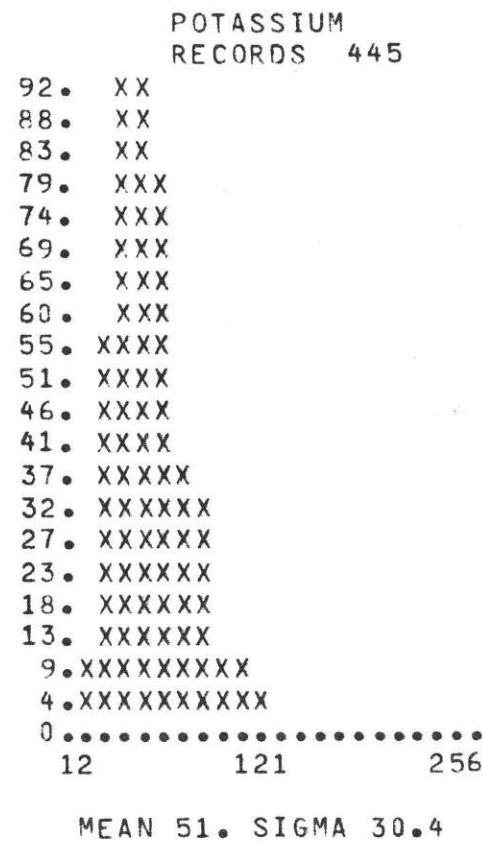 POTASSIUM
RECORDS 445
92. XX
88. XX
83. XX
79. XXX
74. XXX
69. XXX
65. XXX
60. XXX
55. XXXX
51. XXXX
46. XXXX
41. XXXX
37. XXXXX
32. XXXXXX
27. XXXXXX
23. XXXXXX
18. XXXXXX
13. XXXXXX
9.XXXXXXXXX
4.XXXXXXXXXX
0......................
12 121 256
MEAN 51. SIGMA 30.4